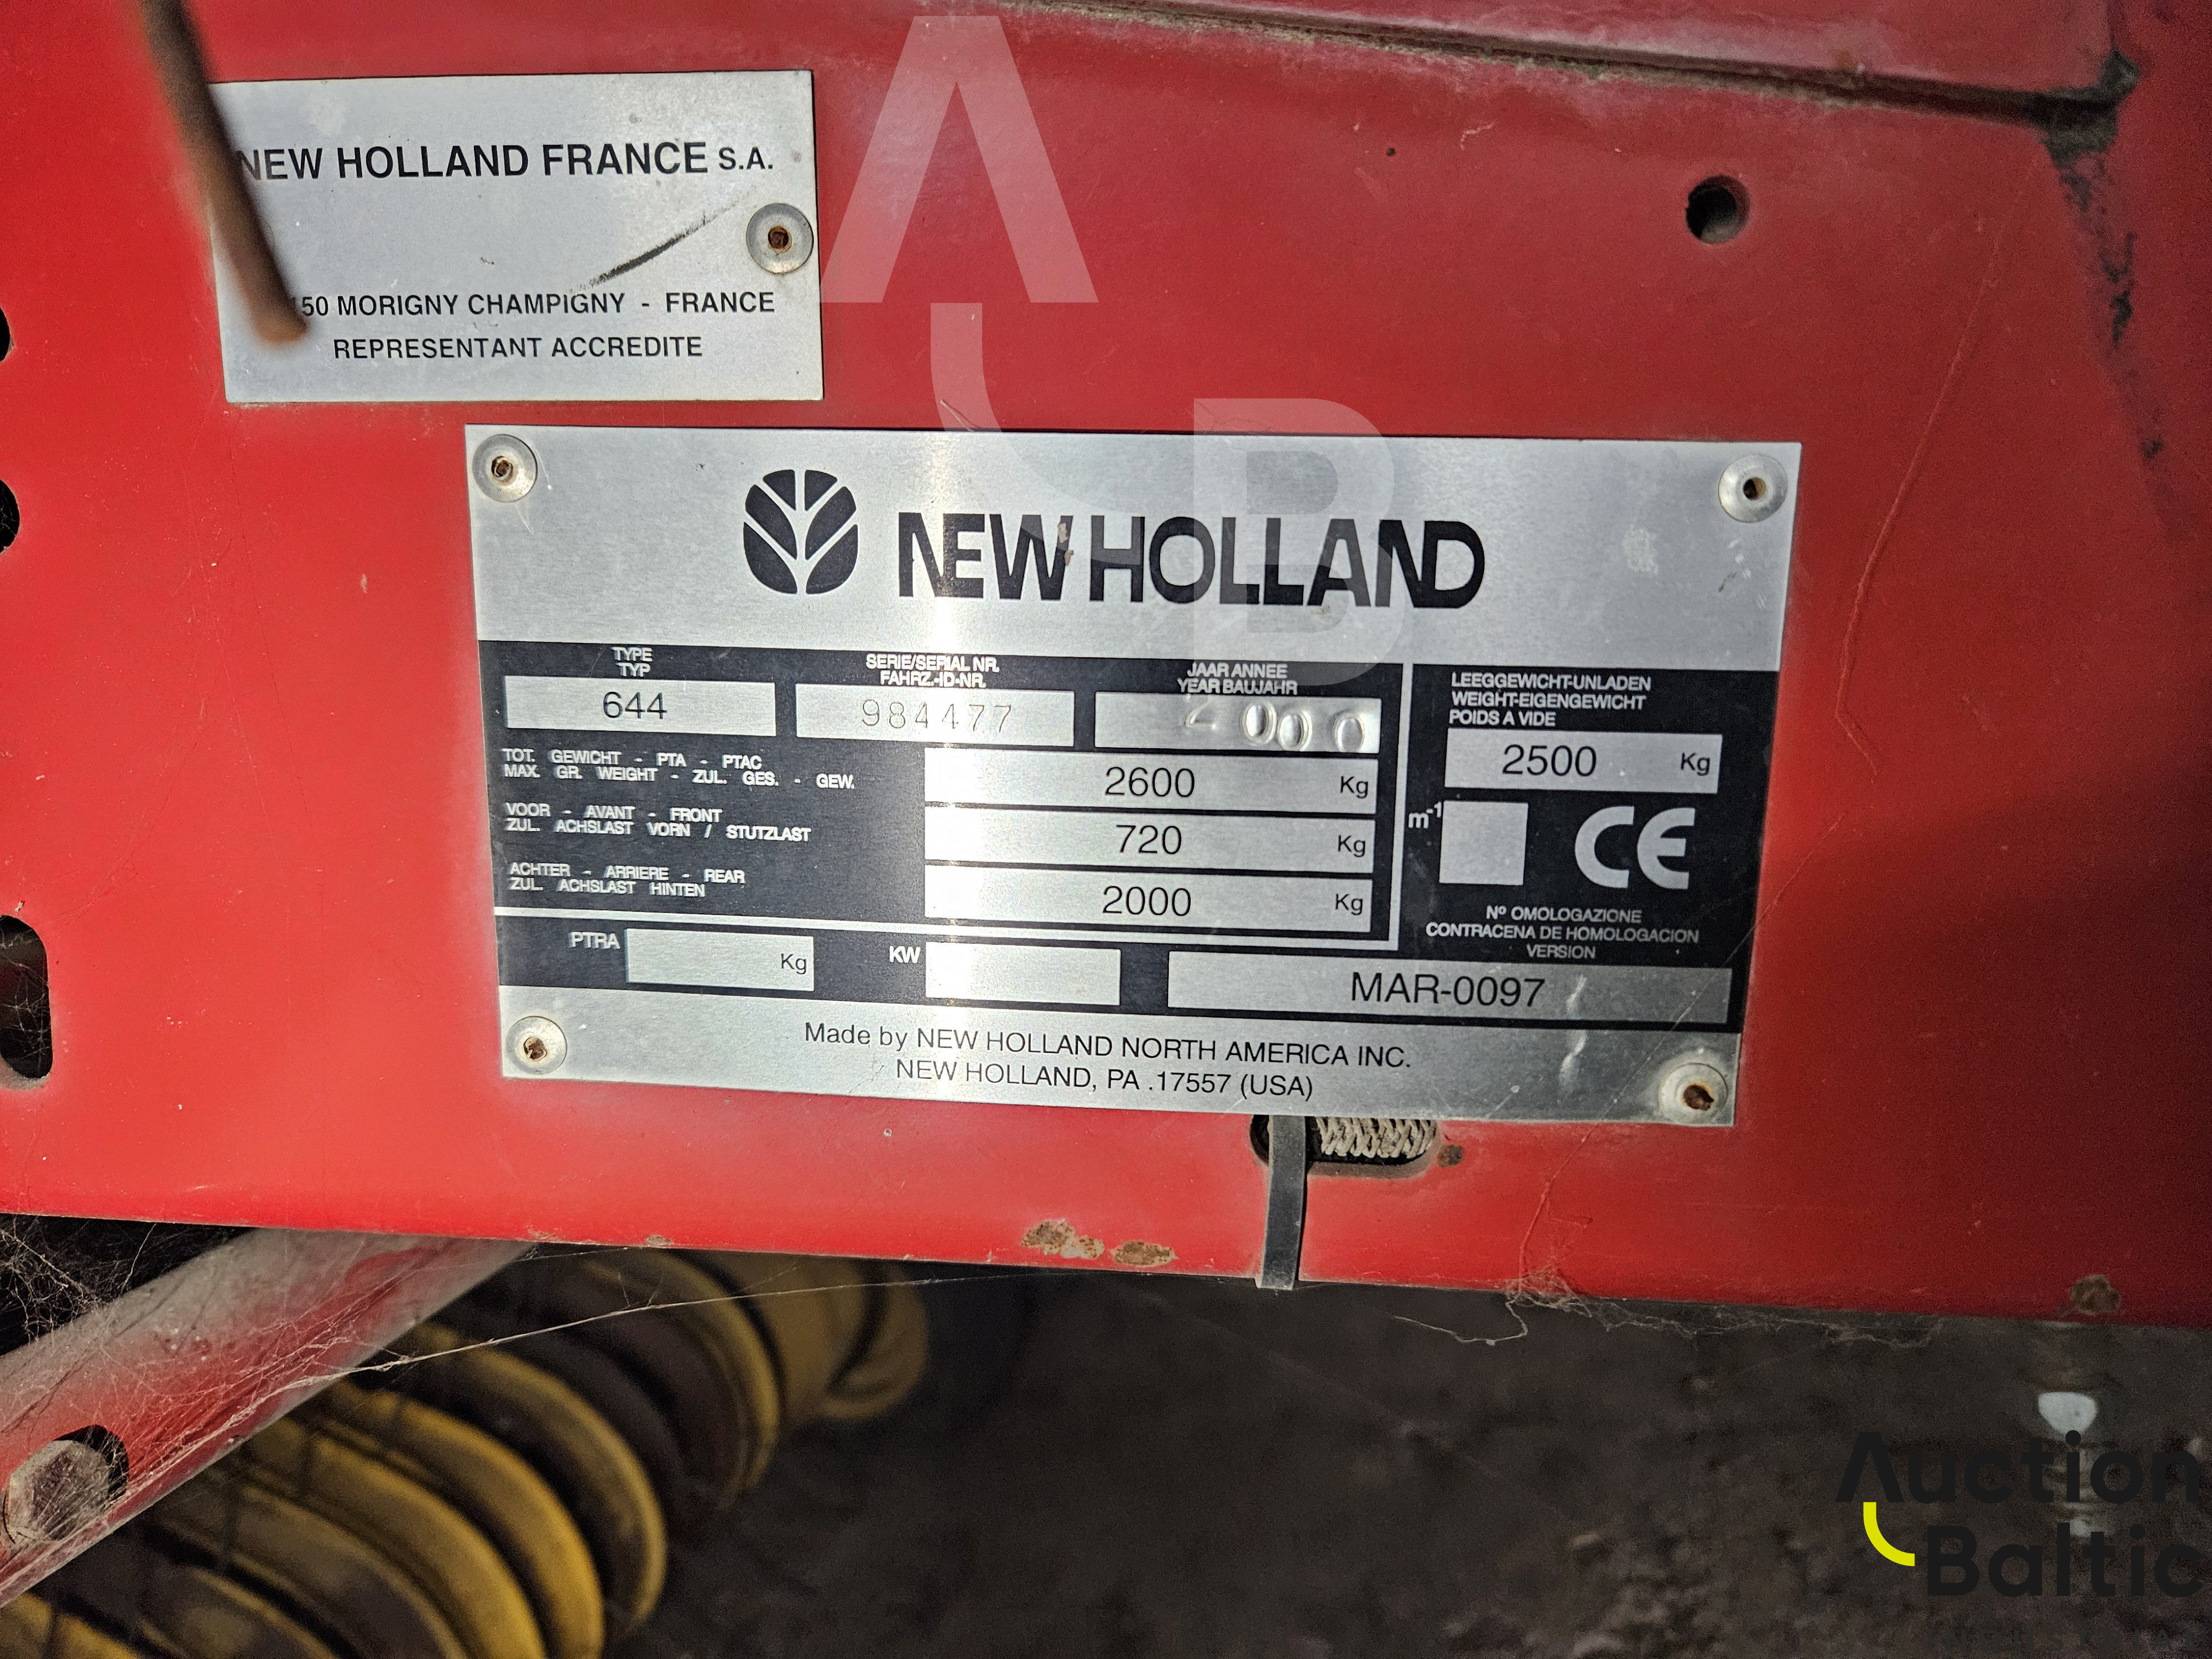 NEW HOLLAND FRANCE S.A.
150 MORIGNY CHAMPIGNY - FRANCE
REPRESENTANT ACCREDITE
NEW HOLLAND
TYPE
TYP
644
SERIE/SERIAL NR.
FAHRZ.-ID-NR.
984477
JAAR ANNEE
YEAR BAUJAHR
2000
LEEGGEWICHT-UNLADEN
WEIGHT-EIGENGEWICHT
POIDS A VIDE
2500 Kg
TOT. GEWICHT - PTA - PTAC
MAX. GR. WEIGHT - ZUL. GES. - GEW.
2600 Kg
VOOR - AVANT - FRONT
ZUL. ACHSLAST VORN / STUTZLAST
720 Kg
ACHTER - ARRIERE - REAR
ZUL. ACHSLAST HINTEN
2000 Kg
m-1
CE
Nº OMOLOGAZIONE
CONTRACENA DE HOMOLOGACION
VERSION
PTRA Kg
KW
MAR-0097
Made by NEW HOLLAND NORTH AMERICA INC.
NEW HOLLAND, PA .17557 (USA)
A
B
Auction
Baltic